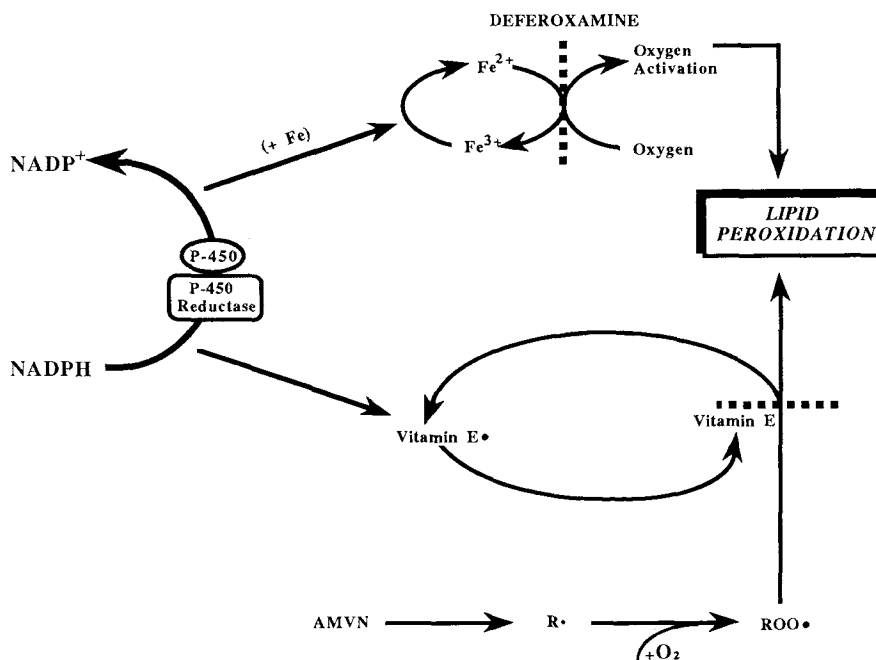 DEFEROXAMINE
Fe2+
Oxygen
Activation
(+ Fe)
Fe3+
Oxygen
NADP+
LIPID
PEROXIDATION
P-450
P-450
Reductase
NADPH
Vitamin E•
Vitamin E
AMVN
R•
ROO•
+O2